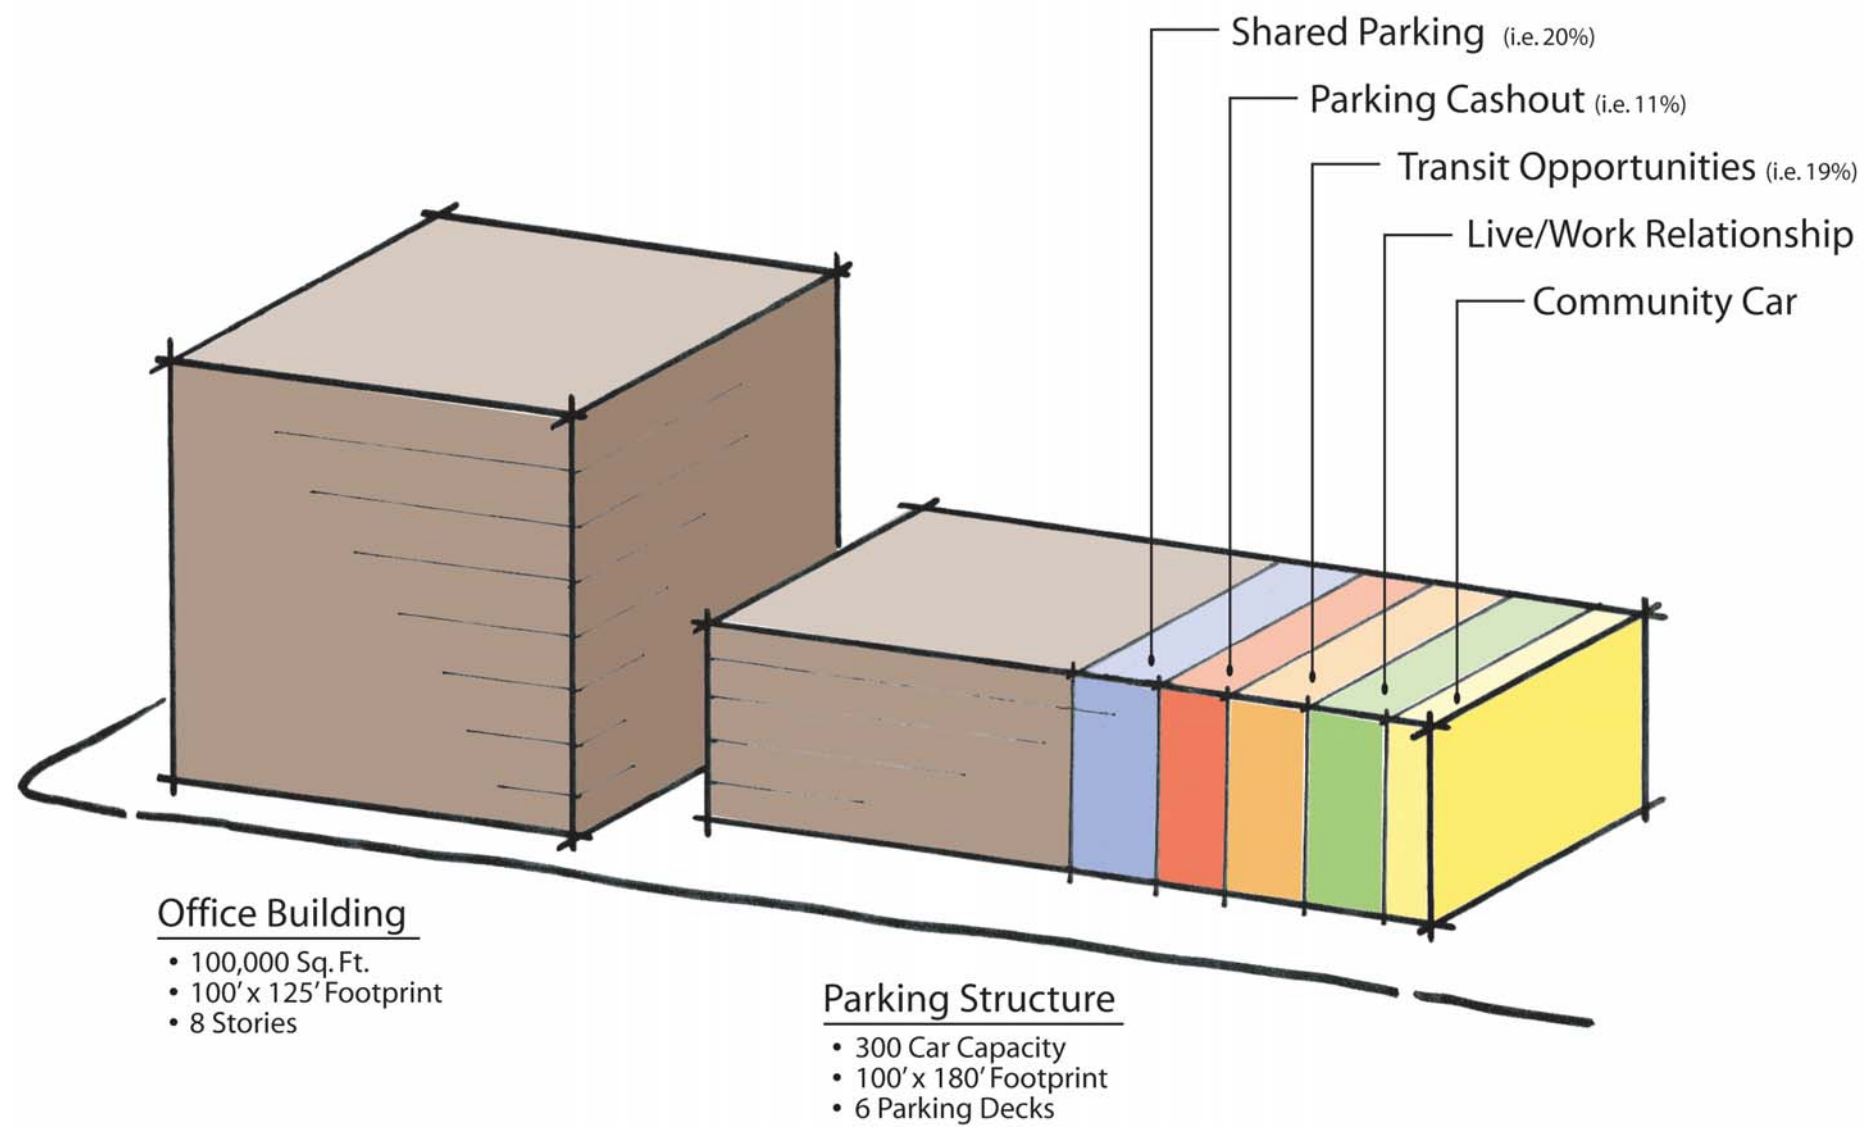 Shared Parking (i.e. 20%)
Parking Cashout (i.e. 11%)
Transit Opportunities (i.e. 19%)
Live/Work Relationship
Community Car
Office Building
• 100,000 Sq. Ft.
• 100' x 125' Footprint
• 8 Stories
Parking Structure
• 300 Car Capacity
• 100' x 180' Footprint
• 6 Parking Decks